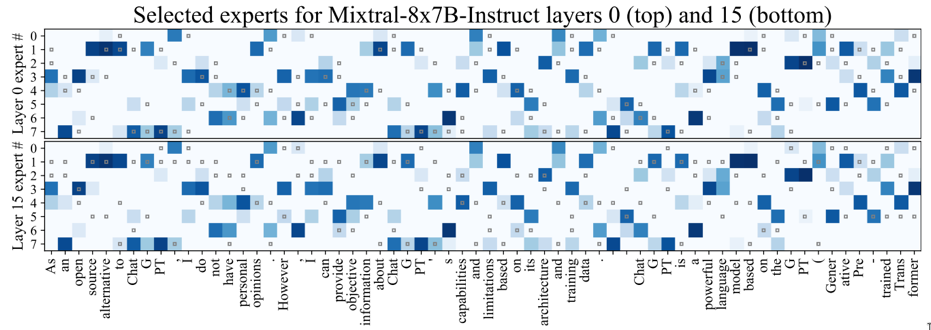 Selected experts for Mixtral-8x7B-Instruct layers 0 (top) and 15 (bottom)
Layer 0 expert #
0
1
2
3
4
5
6
7
Layer 15 expert #
0
1
2
3
4
5
6
7
As
an
open
source
alternative
to
Chat
G
PT
,
I
do
not
have
personal
opinions
.
However
,
I
can
provide
objective
information
about
Chat
G
PT
'
s
capabilities
and
limitations
based
on
its
architecture
and
training
data
.
Chat
G
PT
is
a
powerful
language
model
based
on
the
G
PT
(
Gener
ative
Pre
-
trained
Trans
former